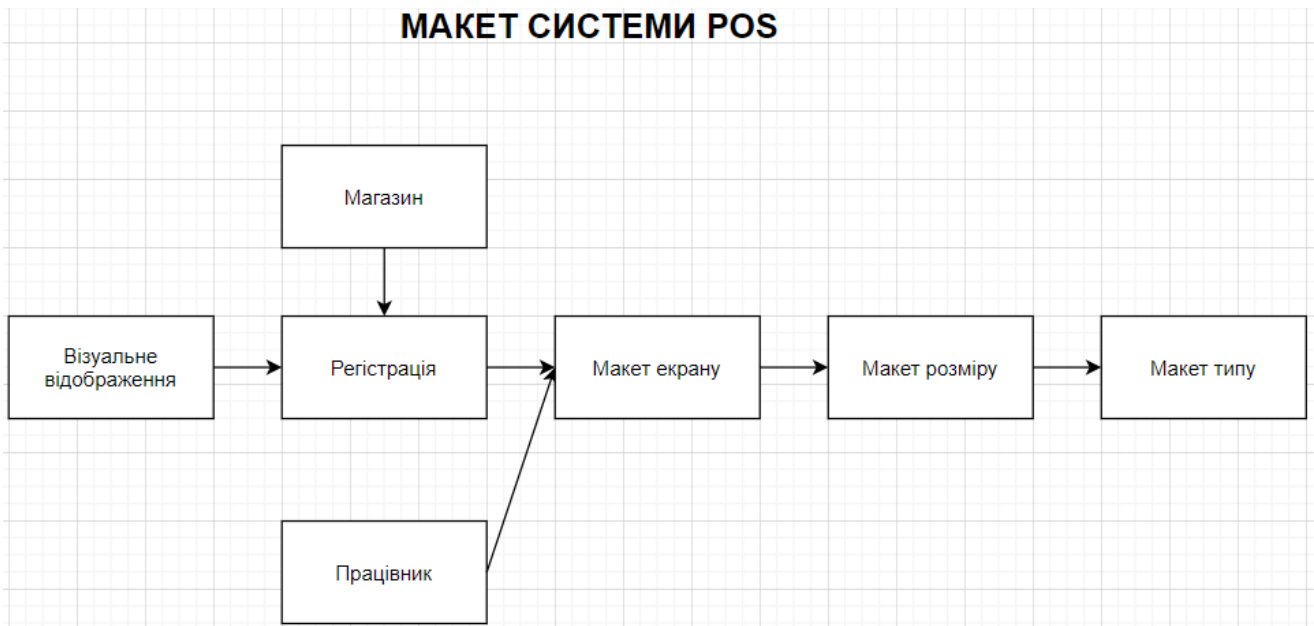 МАКЕТ СИСТЕМИ POS
Магазин
Візуальне
відображення
Регістрація
Макет екрану
Макет розміру
Макет типу
Працівник